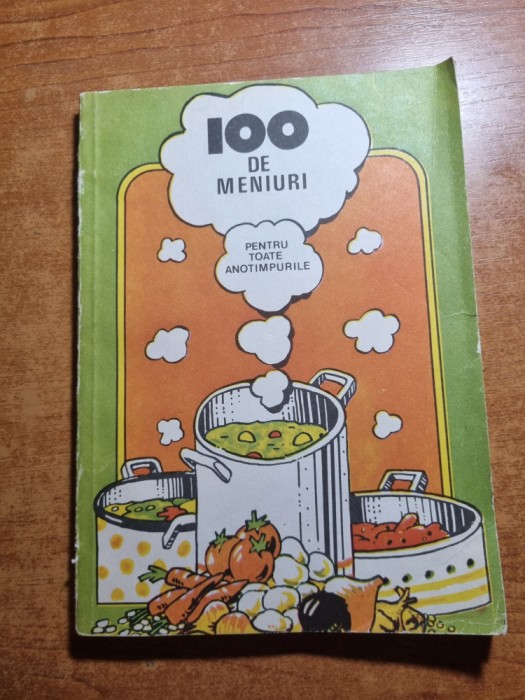 100
DE
MENIURI
PENTRU
TOATE
ANOTIMPURILE